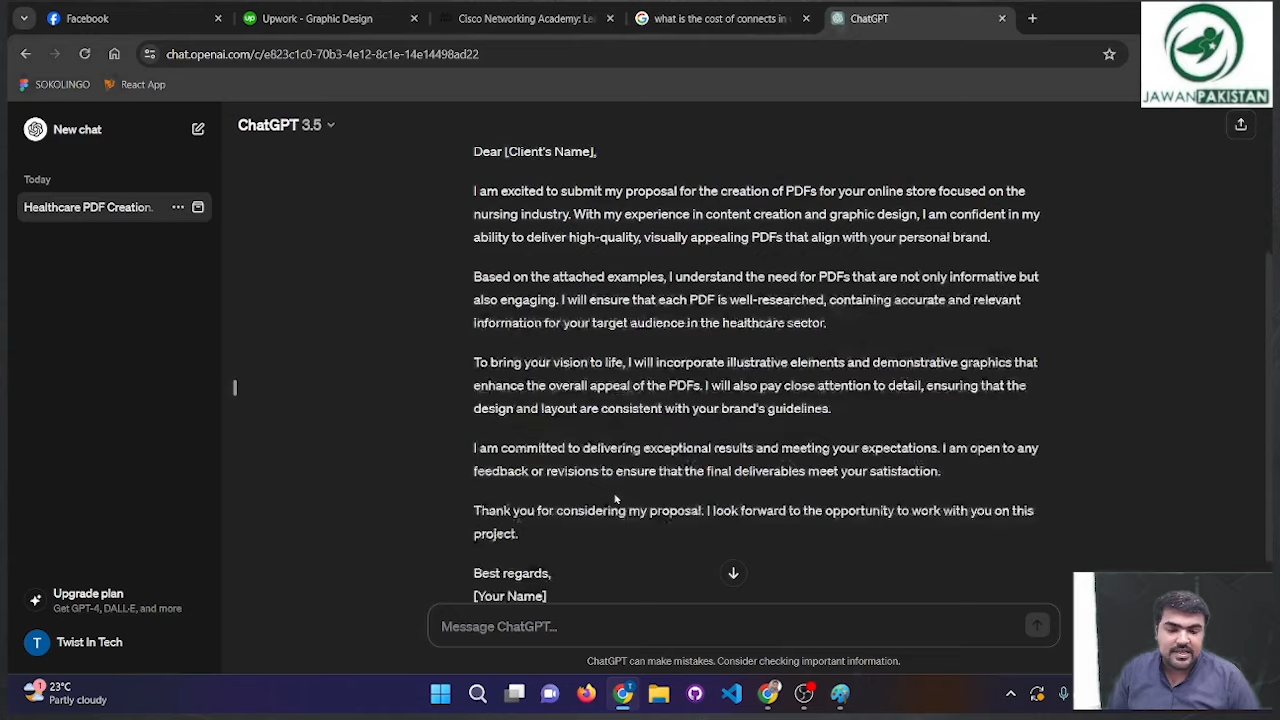 Facebook
Upwork - Graphic Design
Cisco Networking Academy: Le
what is the cost of connects in
ChatGPT
chat.openai.com/c/e823c1c0-70b3-4e12-8c1e-14e14498ad22
SOKOLINGO
React App
JAWANPAKISTAN
New chat
ChatGPT 3.5
Today
Healthcare PDF Creation.
Dear [Client's Name],
I am excited to submit my proposal for the creation of PDFs for your online store focused on the
nursing industry. With my experience in content creation and graphic design, I am confident in my
ability to deliver high-quality, visually appealing PDFs that align with your personal brand.
Based on the attached examples, I understand the need for PDFs that are not only informative but
also engaging. I will ensure that each PDF is well-researched, containing accurate and relevant
information for your target audience in the healthcare sector.
To bring your vision to life, I will incorporate illustrative elements and demonstrative graphics that
enhance the overall appeal of the PDFs. I will also pay close attention to detail, ensuring that the
design and layout are consistent with your brand's guidelines.
I am committed to delivering exceptional results and meeting your expectations. I am open to any
feedback or revisions to ensure that the final deliverables meet your satisfaction.
Thank you for considering my proposal. I look forward to the opportunity to work with you on this
project.
Best regards,
[Your Name]
Upgrade plan
Get GPT-4, DALL·E, and more
T
Twist In Tech
Message ChatGPT...
ChatGPT can make mistakes. Consider checking important information.
1
23°C
Partly cloudy